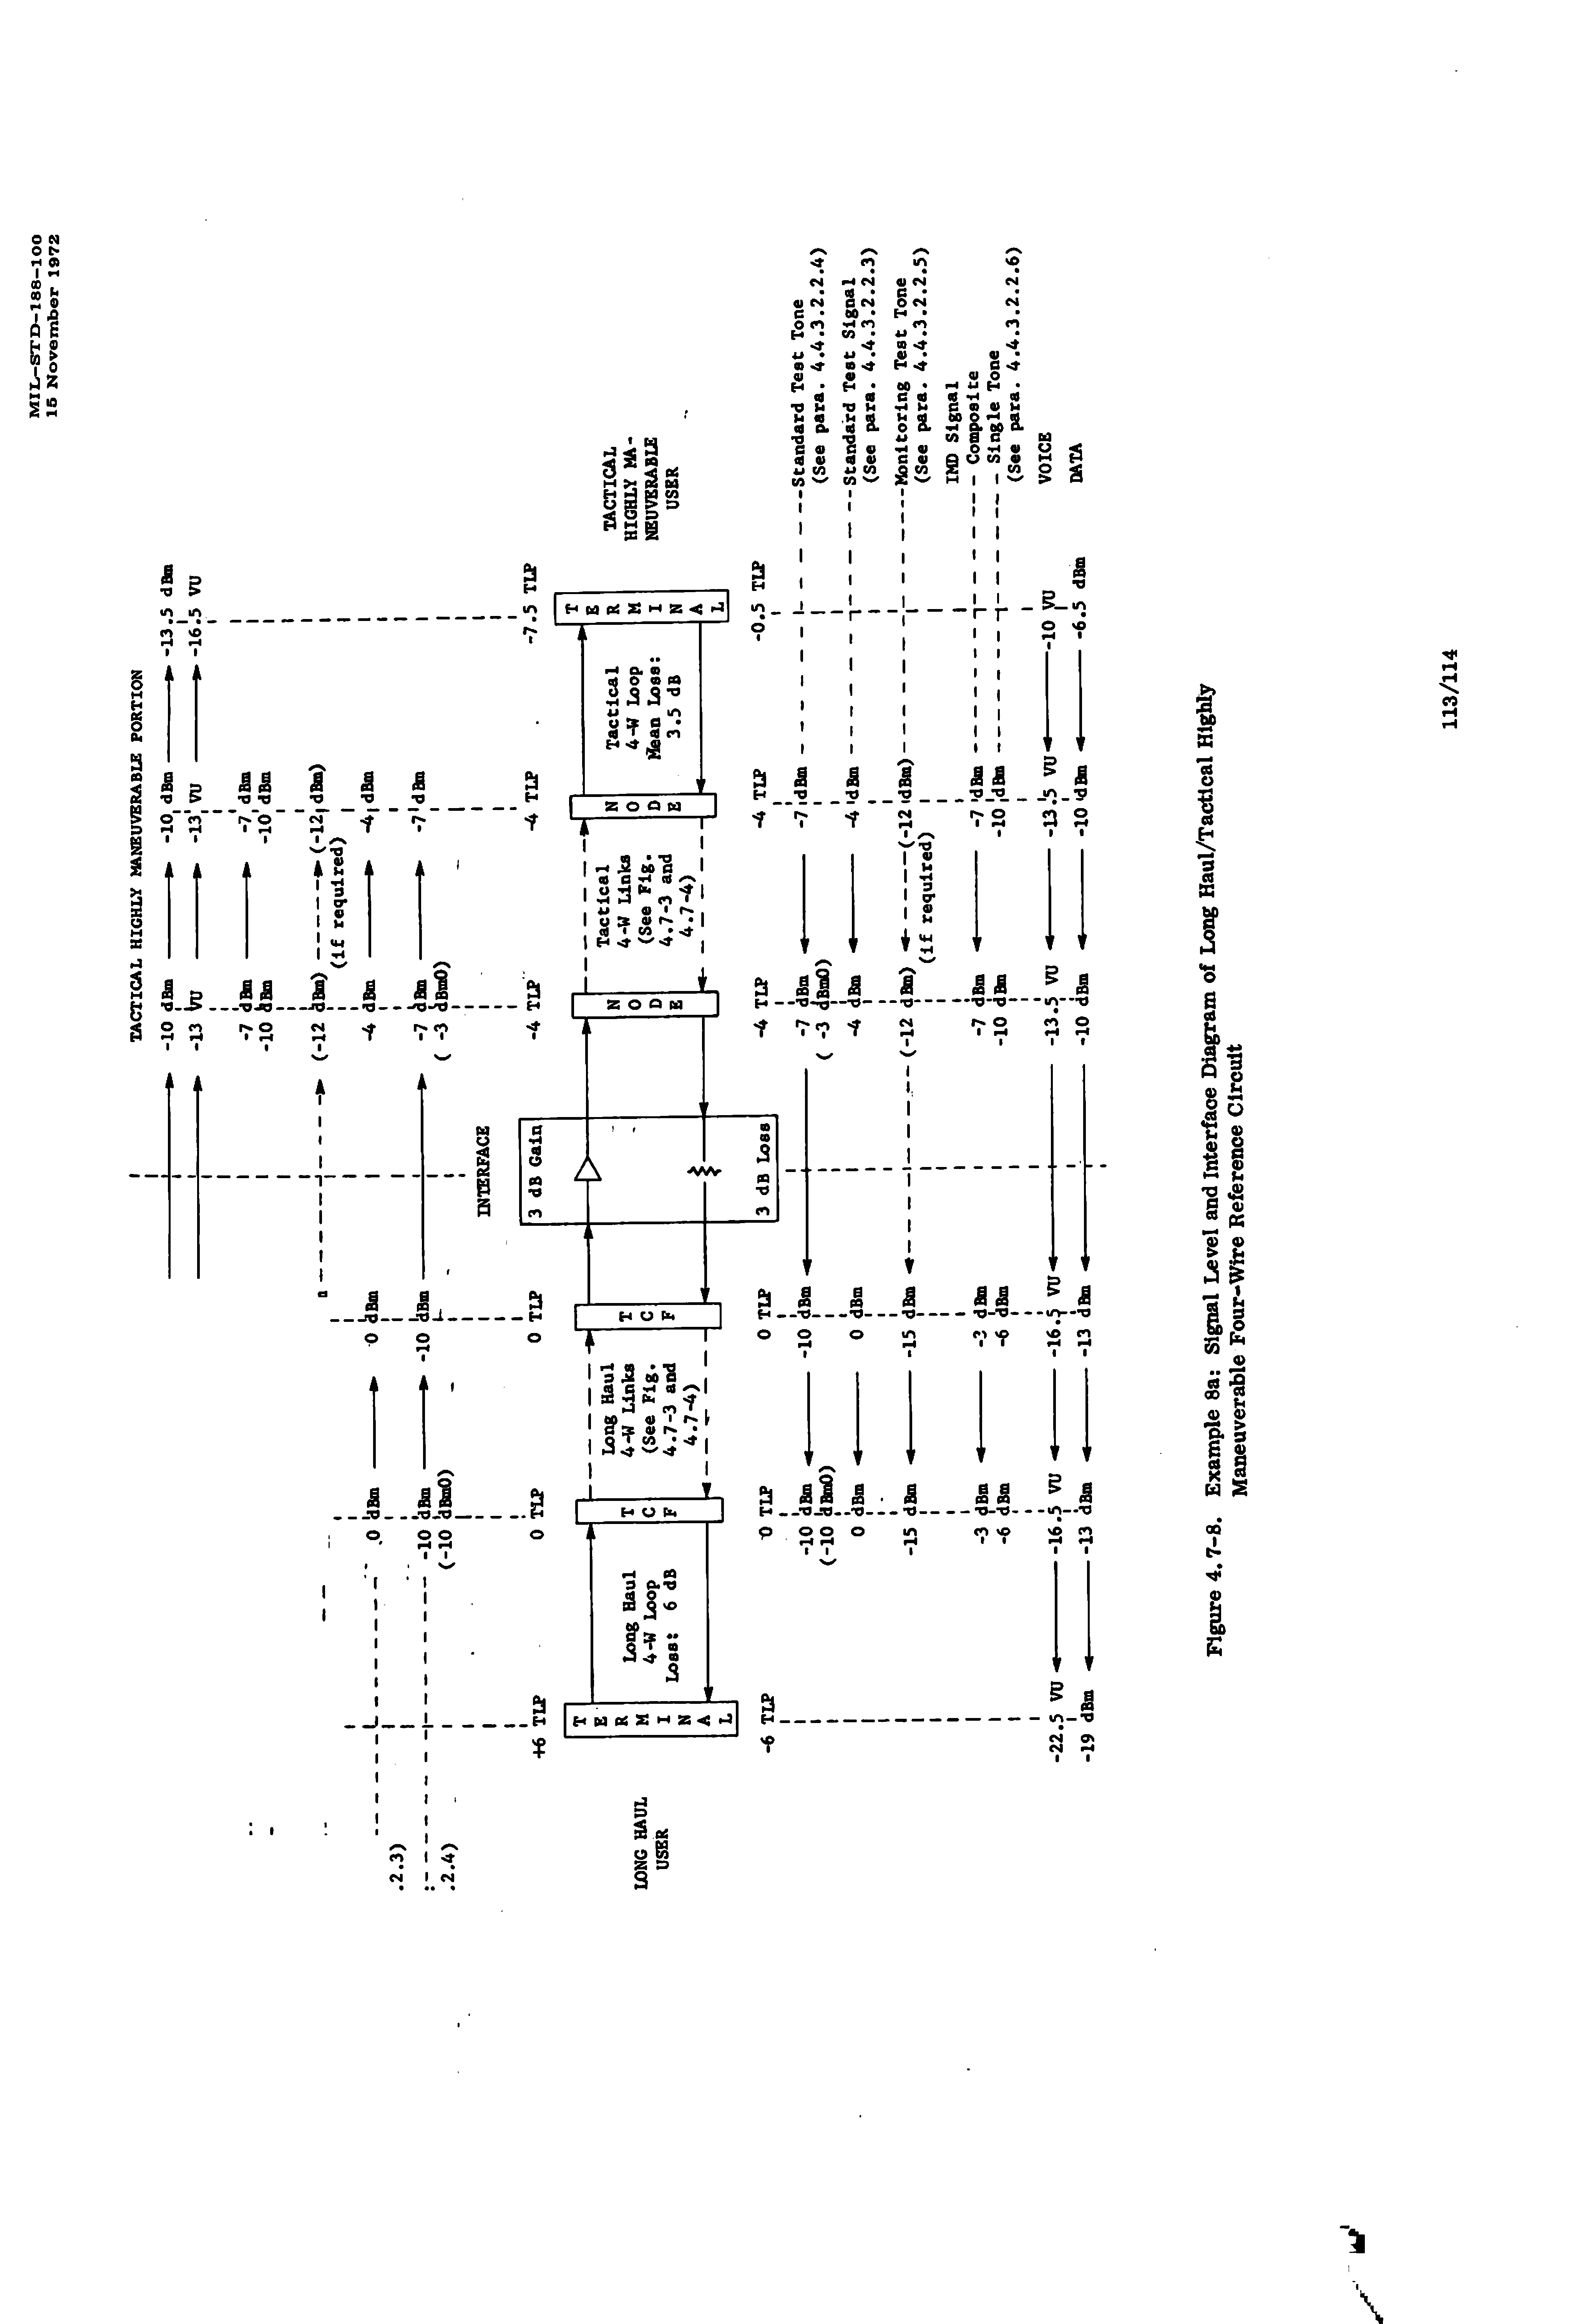 MIL-STD-188-100
15 November 1972
TACTICAL HIGHLY MANEUVERABLE PORTION
-10 dBm -10 dBm -13.5 dBm
-13 VU -13 VU -16.5 VU
-7 dBm -7 dBm
-10 dBm -10 dBm
(-12 dBm) (-12 dBm)
(if required)
0 dBm 0 dBm -4 dBm -4 dBm
.2.3)
-10 dBm -10 dBm -7 dBm -7 dBm
.2.4) (-10 dBm0) ( -3 dBm0)
INTERFACE
+6 TLP 0 TLP 0 TLP -4 TLP -4 TLP -7.5 TLP
3 dB Gain
LONG HAUL
USER
TERMINAL
Long Haul
4-W Loop
Loss: 6 dB
TCF
Long Haul
4-W Links
(See Fig.
4.7-3 and
4.7-4)
TCF
NODE
Tactical
4-W Links
(See Fig.
4.7-3 and
4.7-4)
NODE
Tactical
4-W Loop
Mean Loss:
3.5 dB
TERMINAL
TACTICAL
HIGHLY MA-
NEUVERABLE
USER
3 dB Loss
-6 TLP 0 TLP 0 TLP -4 TLP -4 TLP -0.5 TLP
-10 dBm -10 dBm -7 dBm -7 dBm Standard Test Tone
(-10 dBm0) ( -3 dBm0) (See para. 4.4.3.2.2.4)
0 dBm 0 dBm -4 dBm -4 dBm Standard Test Signal
(See para. 4.4.3.2.2.3)
-15 dBm -15 dBm (-12 dBm) (-12 dBm) Monitoring Test Tone
(if required) (See para. 4.4.3.2.2.5)
IMD Signal
-3 dBm -3 dBm -7 dBm -7 dBm Composite
-6 dBm -6 dBm -10 dBm -10 dBm Single Tone
(See para. 4.4.3.2.2.6)
-22.5 VU -16.5 VU -16.5 VU -13.5 VU -13.5 VU -10 VU VOICE
-19 dBm -13 dBm -13 dBm -10 dBm -10 dBm -6.5 dBm DATA
Figure 4.7-8. Example 8a: Signal Level and Interface Diagram of Long Haul/Tactical Highly
Maneuverable Four-Wire Reference Circuit
113/114